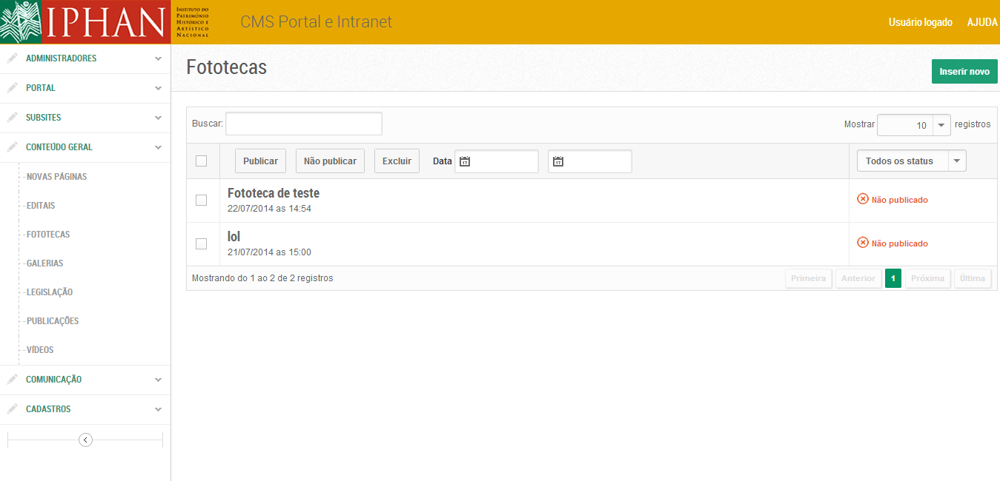 IPHAN
INSTITUTO DO
PATRIMÔNIO
HISTÓRICO E
ARTÍSTICO
NACIONAL
CMS Portal e Intranet
Usuário logado
AJUDA
ADMINISTRADORES
PORTAL
SUBSITES
CONTEÚDO GERAL
NOVAS PÁGINAS
EDITAIS
FOTOTECAS
GALERIAS
LEGISLAÇÃO
PUBLICAÇÕES
VÍDEOS
COMUNICAÇÃO
CADASTROS
Fototecas
Inserir novo
Buscar:
Mostrar 10 registros
Publicar Não publicar Excluir Data 17 17 Todos os status
Fototeca de teste
22/07/2014 as 14:54
Não publicado
lol
21/07/2014 as 15:00
Não publicado
Mostrando do 1 ao 2 de 2 registros
Primeira Anterior 1 Próxima Última